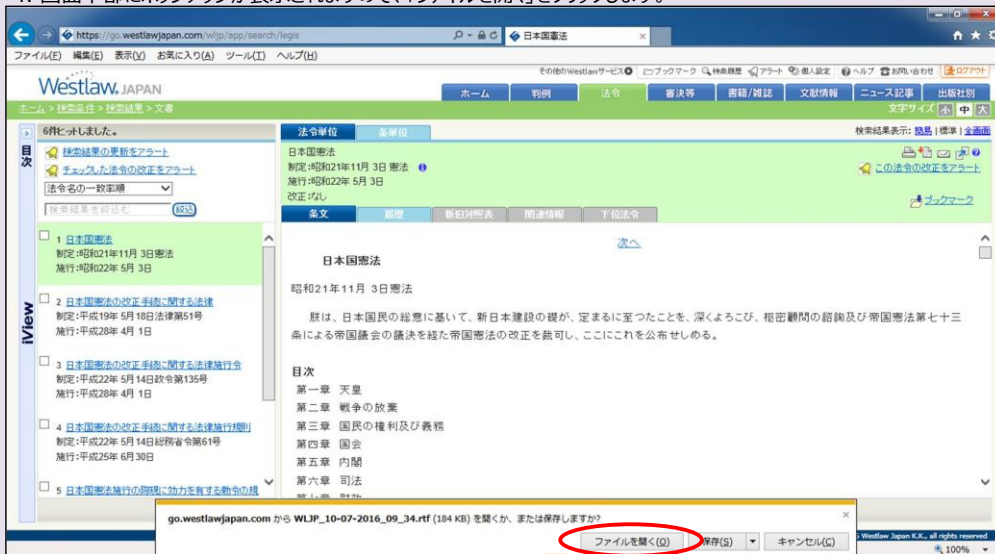 https://go.westlawjapan.com/wljp/app/search/legis
日本国憲法
ファイル(F) 編集(E) 表示(V) お気に入り(A) ツール(T) ヘルプ(H)
その他のWestlawサービス ブックマーク 検索履歴 アラート 個人設定 ヘルプ お問い合わせ ログアウト
Westlaw. JAPAN
ホーム 判例 法令 審決等 書籍/雑誌 文献情報 ニュース記事 出版社別
ホーム > 検索条件 > 検索結果 > 文書
文字サイズ 小 中 大
6件ヒットしました。
法令単位 条単位
検索結果表示: 簡易 | 標準 | 全画面
目次
検索結果の更新をアラート
チェックした法令の改正をアラート
法令名の一致率順
検索結果を絞込む 絞込
日本国憲法
制定:昭和21年11月 3日 憲法
施行:昭和22年 5月 3日
改正:なし
この法令の改正をアラート
ブックマーク
条文 履歴 新旧対照表 関連情報 下位法令
1 日本国憲法
制定:昭和21年11月 3日憲法
施行:昭和22年 5月 3日
2 日本国憲法の改正手続に関する法律
制定:平成19年 5月18日法律第51号
施行:平成28年 4月 1日
3 日本国憲法の改正手続に関する法律施行令
制定:平成22年 5月14日政令第135号
施行:平成28年 4月 1日
4 日本国憲法の改正手続に関する法律施行規則
制定:平成22年 5月14日総務省令第61号
施行:平成25年 6月30日
5 日本国憲法施行の際現に効力を有する勅令の規
iView
次へ
日本国憲法
昭和21年11月 3日憲法
朕は、日本国民の総意に基いて、新日本建設の礎が、定まるに至つたことを、深くよろこび、枢密顧問の諮詢及び帝国憲法第七十三
条による帝国議会の議決を経た帝国憲法の改正を裁可し、ここにこれを公布せしめる。
目次
第一章 天皇
第二章 戦争の放棄
第三章 国民の権利及び義務
第四章 国会
第五章 内閣
第六章 司法
go.westlawjapan.com から WLJP_10-07-2016_09_34.rtf (184 KB) を開くか、または保存しますか?
ファイルを開く(O) 保存(S) キャンセル(C)
Westlaw Japan K.K., all rights reserved
100%